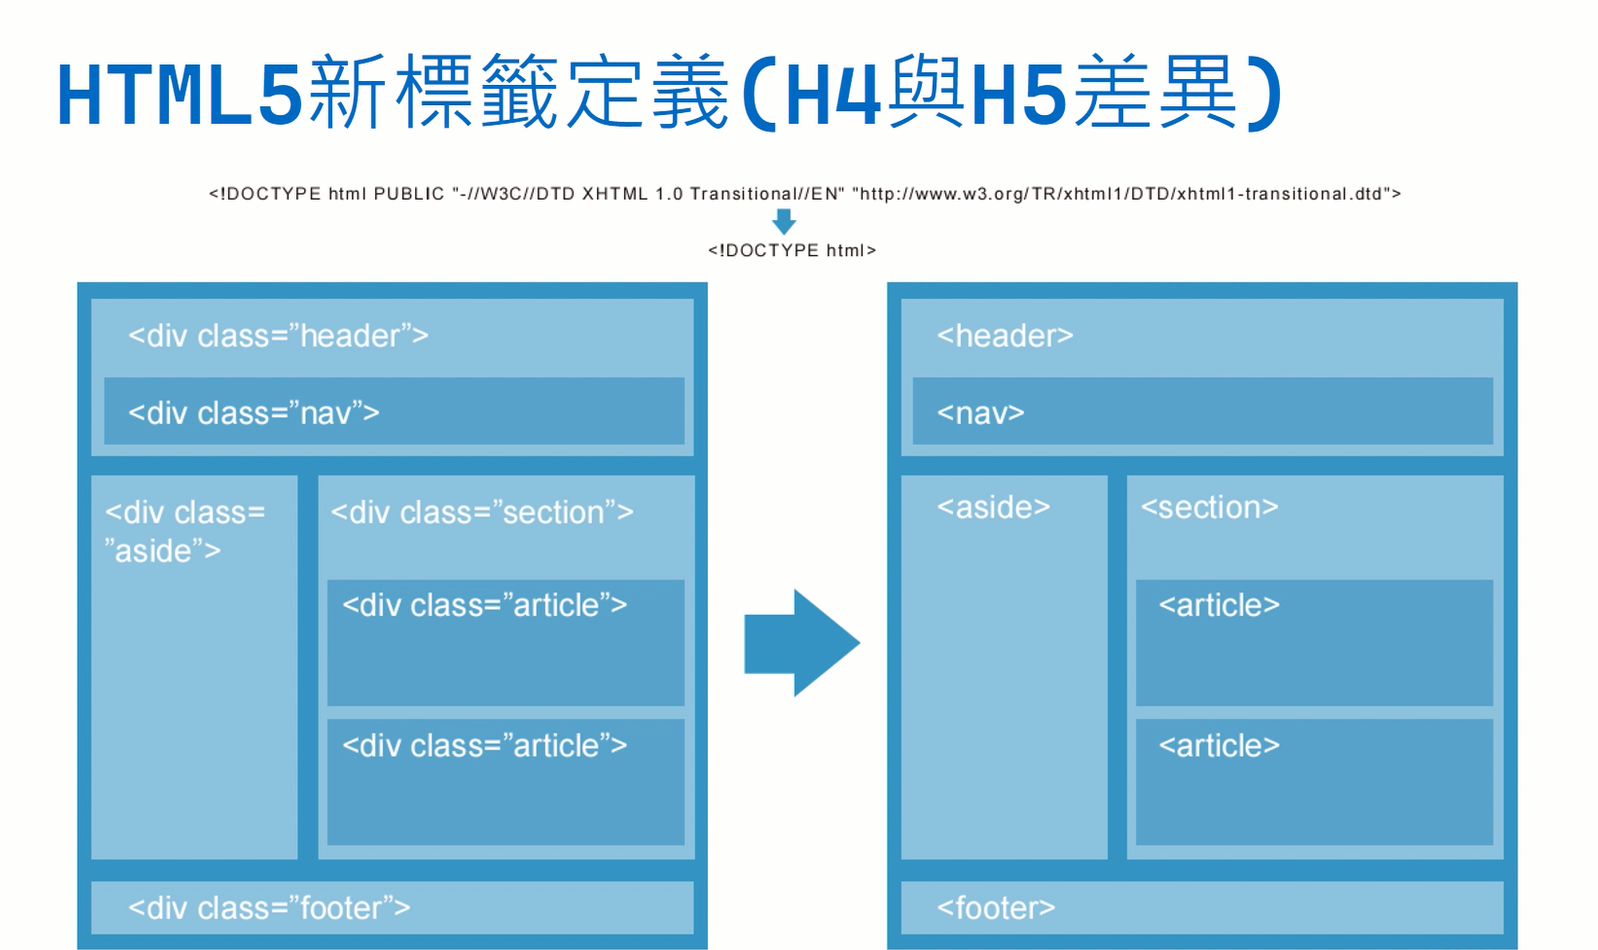 HTML5新標籤定義(H4與H5差異)
<!DOCTYPE html PUBLIC "-//W3C//DTD XHTML 1.0 Transitional//EN" "http://www.w3.org/TR/xhtml1/DTD/xhtml1-transitional.dtd">
<!DOCTYPE html>
<div class=”header”>
<div class=”nav”>
<div class=
”aside”>
<div class=”section”>
<div class=”article”>
<div class=”article”>
<div class=”footer”>
<header>
<nav>
<aside>
<section>
<article>
<article>
<footer>